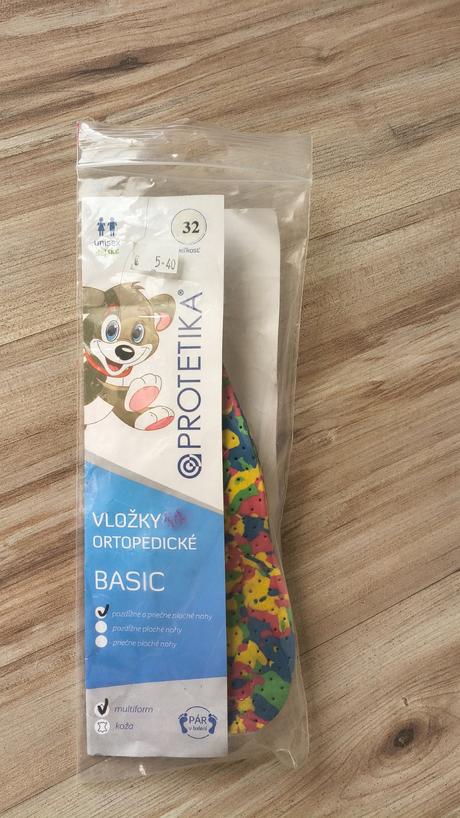 unisex
32
veľkosť
€ 5-40
PROTETIKA®
VLOŽKY
ORTOPEDICKÉ
BASIC
pozdĺžne a priečne ploché nohy
pozdĺžne ploché nohy
priečne ploché nohy
multiform
koža
PÁR
v balení